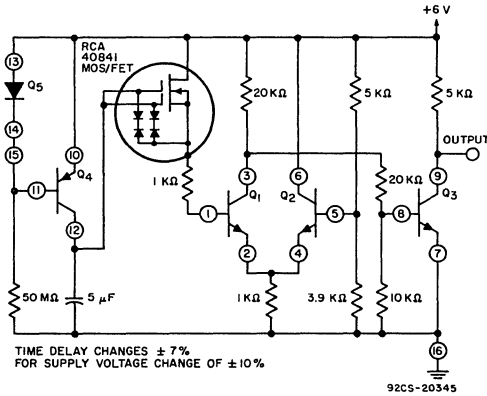 +6 V
RCA
40841
MOS/FET
13
Q5
14
15
10
11
Q4
12
20 KΩ
5 KΩ
5 KΩ
OUTPUT
1 KΩ
3
Q1
6
Q2
20 KΩ
9
Q3
1
5
8
2
4
7
50 MΩ
5 µF
1 KΩ
3.9 KΩ
10 KΩ
16
TIME DELAY CHANGES ± 7%
FOR SUPPLY VOLTAGE CHANGE OF ± 10%
92CS-20345